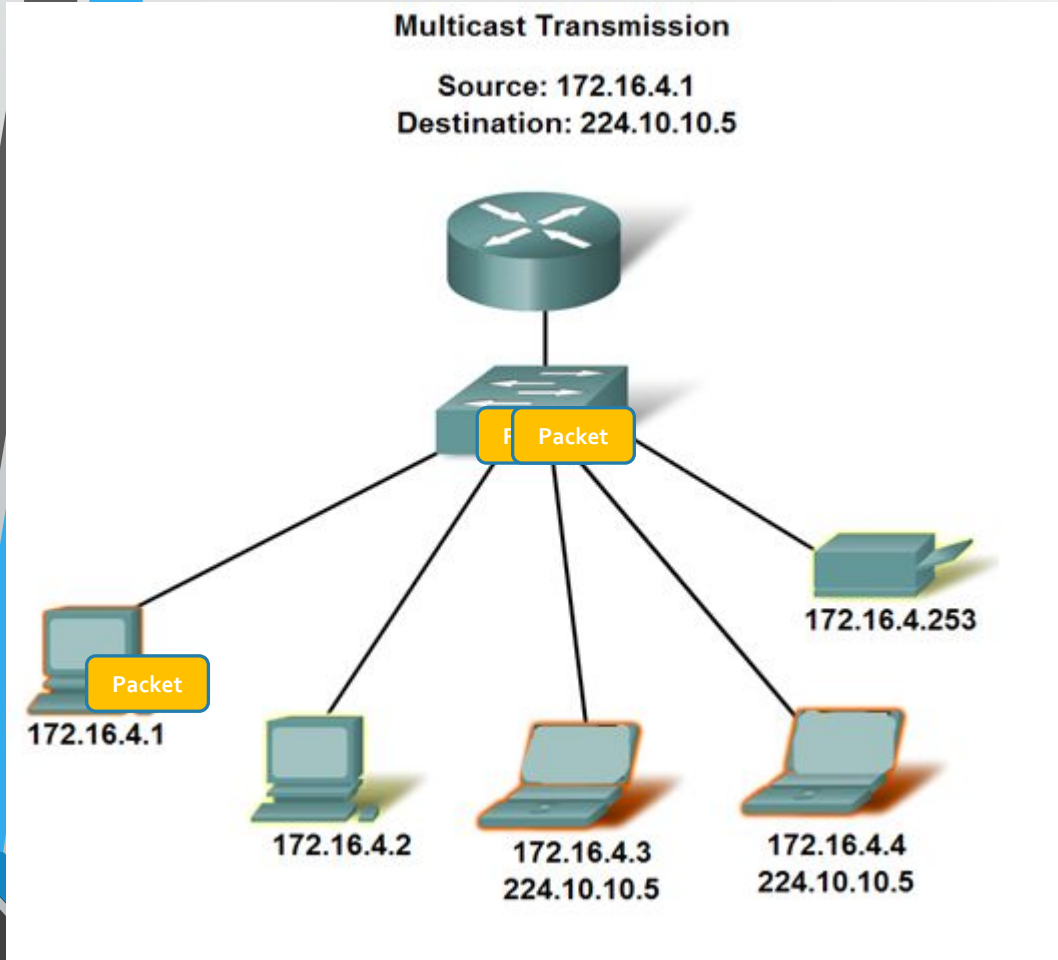 Multicast Transmission
Source: 172.16.4.1
Destination: 224.10.10.5
Packet
172.16.4.253
Packet
172.16.4.1
172.16.4.2
172.16.4.3
224.10.10.5
172.16.4.4
224.10.10.5